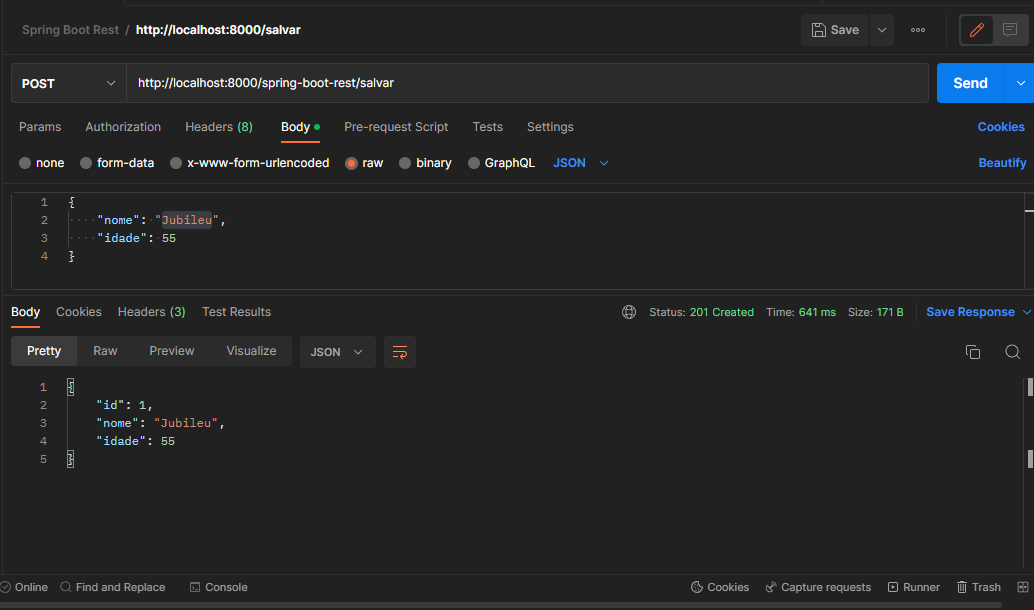 Spring Boot Rest / http://localhost:8000/salvar Save
POST http://localhost:8000/spring-boot-rest/salvar Send
Params Authorization Headers (8) Body Pre-request Script Tests Settings Cookies
none form-data x-www-form-urlencoded raw binary GraphQL JSON Beautify
1 {
2 "nome": "Jubileu",
3 "idade": 55
4 }
Body Cookies Headers (3) Test Results Status: 201 Created Time: 641 ms Size: 171 B Save Response
Pretty Raw Preview Visualize JSON
1 {
2 "id": 1,
3 "nome": "Jubileu",
4 "idade": 55
5 }
Online Find and Replace Console Cookies Capture requests Runner Trash